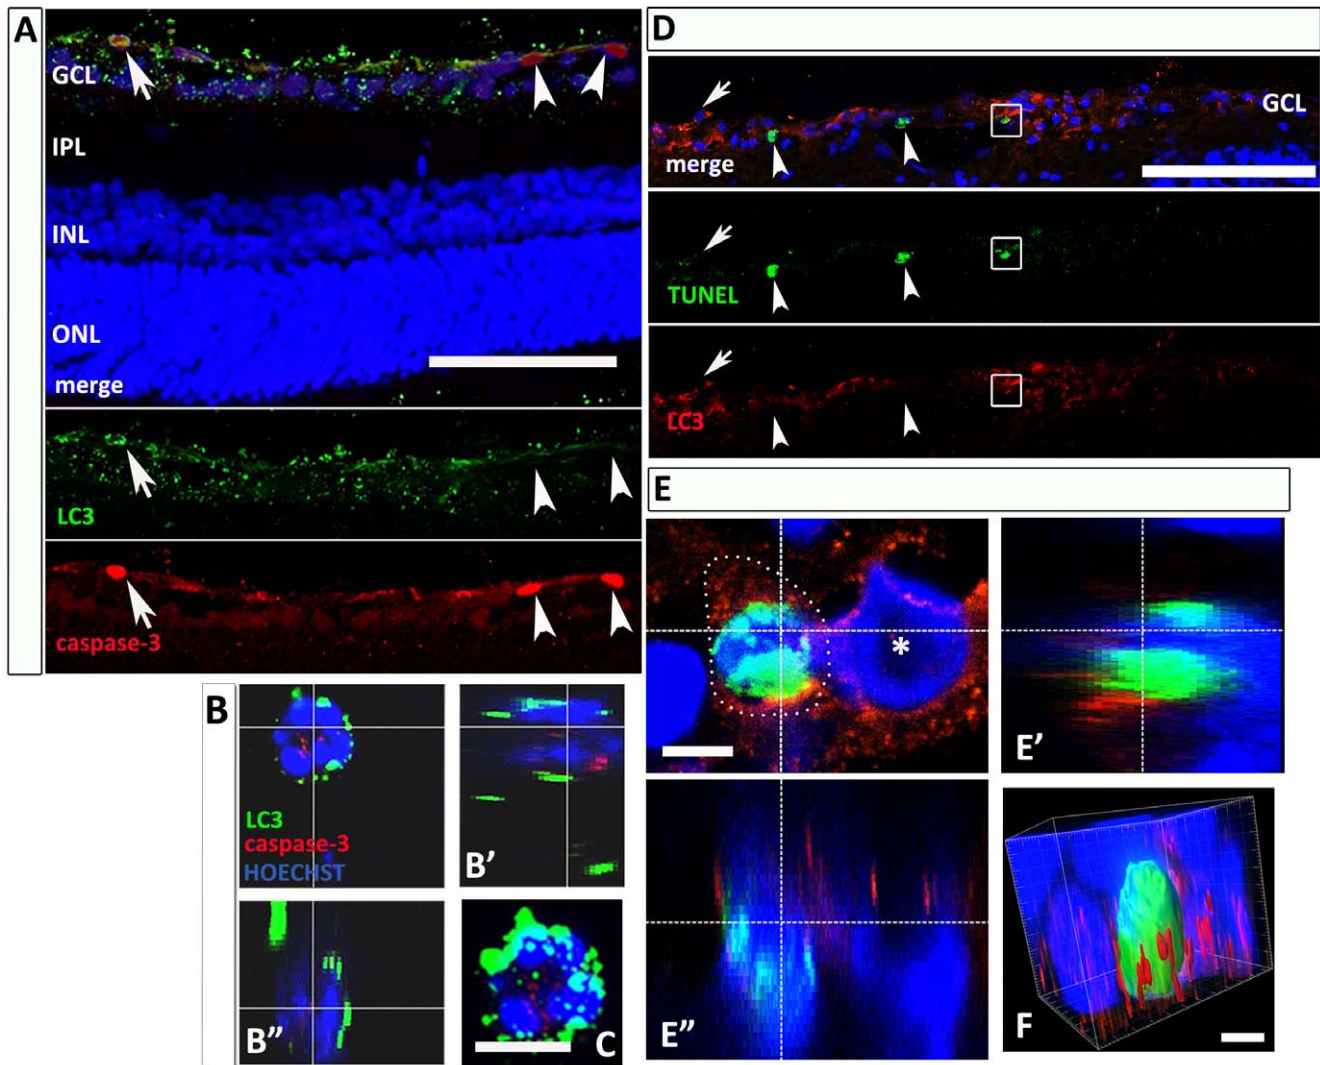 A
GCL
IPL
INL
ONL
merge
LC3
caspase-3
B
LC3
caspase-3
HOECHST
B’
B”
C
D
GCL
merge
TUNEL
LC3
E
*
E’
E”
F